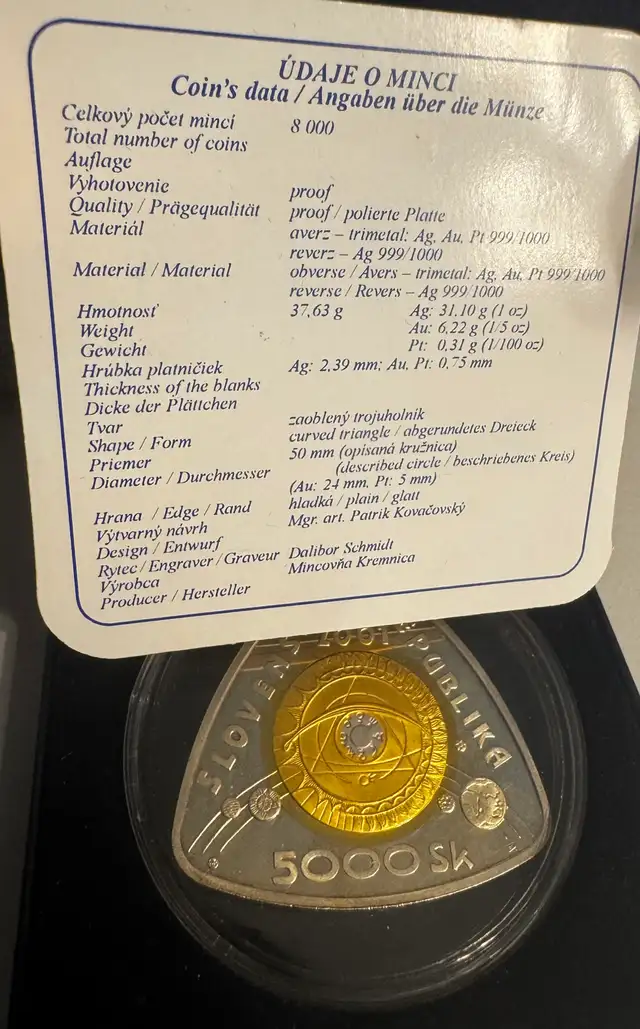 ÚDAJE O MINCI
Coin's data / Angaben über die Münze
Celkový počet mincí
Total number of coins 8 000
Auflage
Vyhotovenie proof
Quality / Prägequalität proof / polierte Platte
Materiál averz – trimetal: Ag, Au, Pt 999/1000
reverz – Ag 999/1000
Material / Material obverse / Avers – trimetal: Ag, Au, Pt 999/1000
reverse / Revers – Ag 999/1000
Hmotnosť 37,63 g Ag: 31,10 g (1 oz)
Weight Au: 6,22 g (1/5 oz)
Gewicht Pt: 0,31 g (1/100 oz)
Hrúbka platničiek Ag: 2,39 mm; Au, Pt: 0,75 mm
Thickness of the blanks
Dicke der Plättchen
Tvar zaoblený trojuholník
Shape / Form curved triangle / abgerundetes Dreieck
Priemer 50 mm (opísaná kružnica)
Diameter / Durchmesser (described circle / beschriebenes Kreis)
(Au: 24 mm, Pt: 5 mm)
Hrana / Edge / Rand hladká / plain / glatt
Výtvarný návrh Mgr. art. Patrik Kovačovský
Design / Entwurf
Rytec / Engraver / Graveur Dalibor Schmidt
Výrobca Mincovňa Kremnica
Producer / Hersteller
SLOVENS 2001 PUBLIKA
5000 Sk